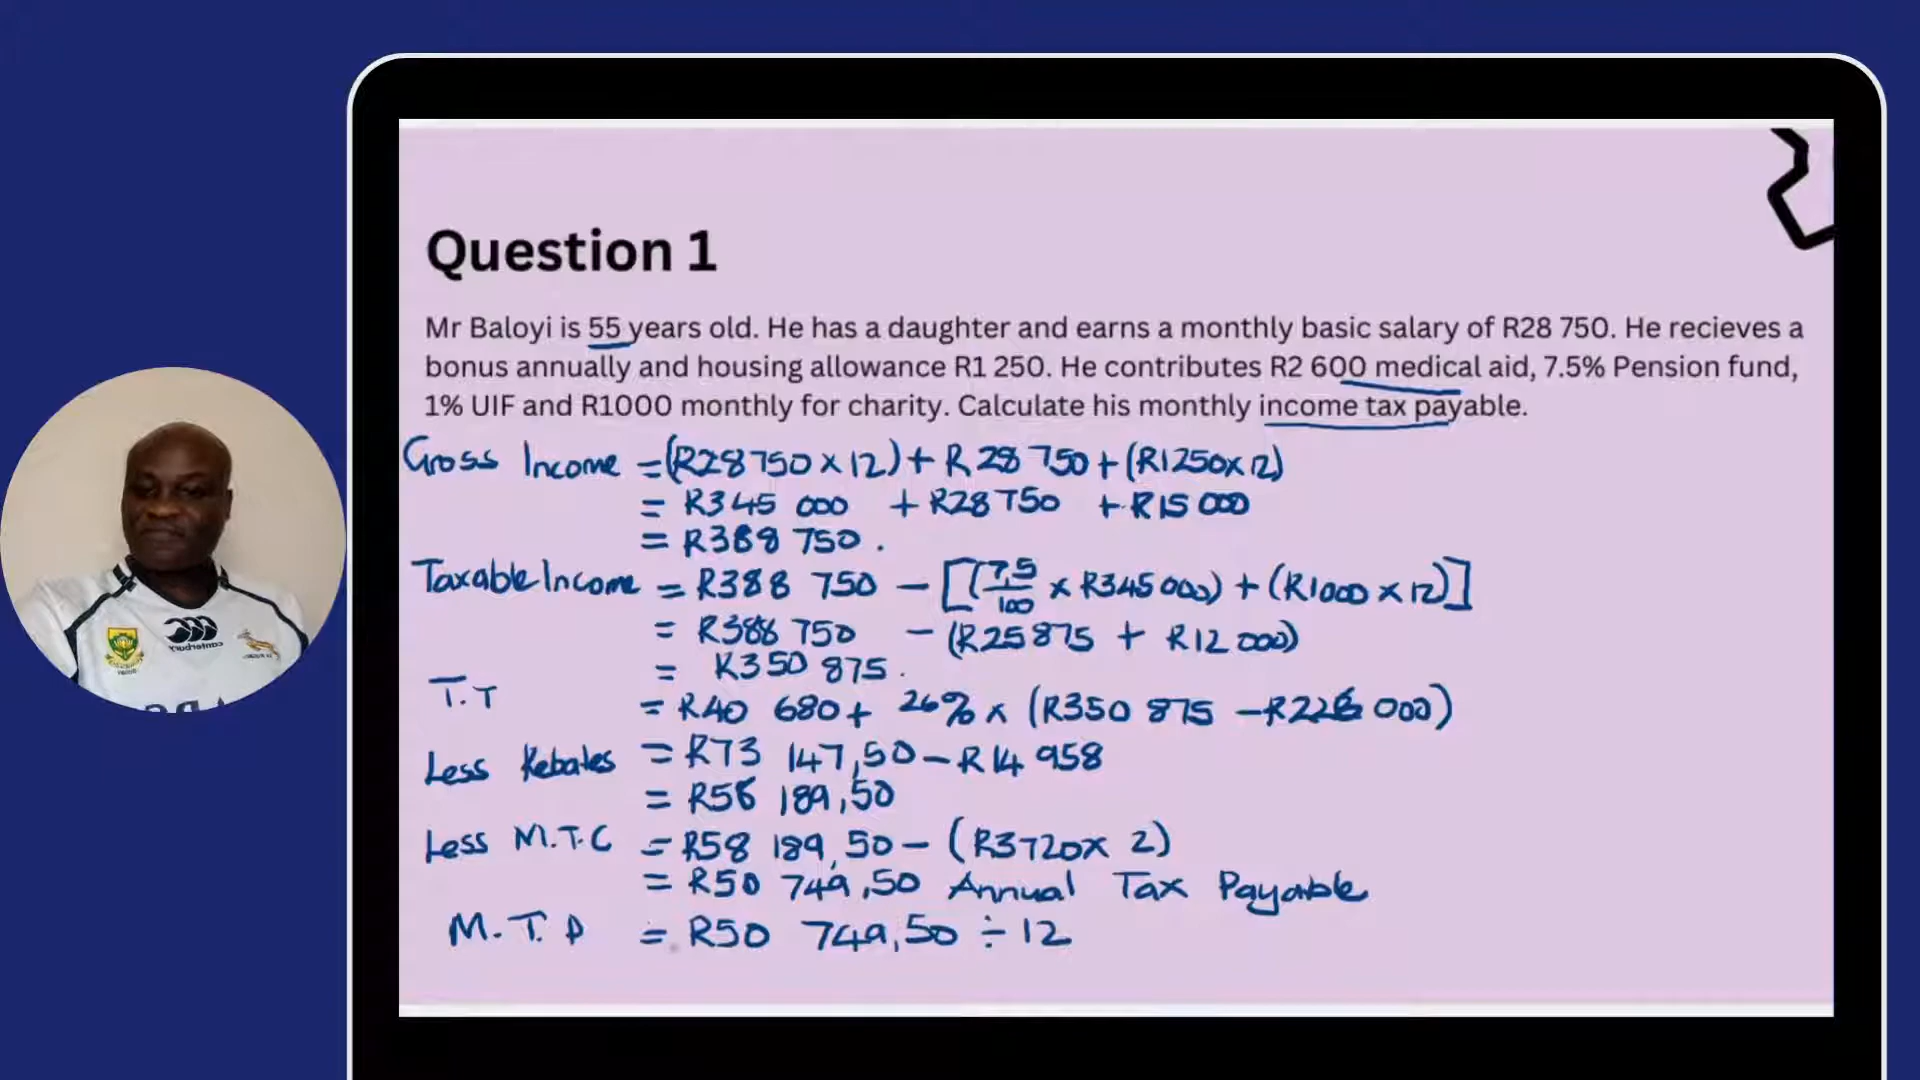 Question 1
Mr Baloyi is 55 years old. He has a daughter and earns a monthly basic salary of R28 750. He recieves a
bonus annually and housing allowance R1 250. He contributes R2 600 medical aid, 7.5% Pension fund,
1% UIF and R1000 monthly for charity. Calculate his monthly income tax payable.
Gross Income = (R28 750 x 12) + R 28 750 + (R1250x 12)
= R345 000 + R28 750 + R15 000
= R388 750.
Taxable Income = R388 750 - [(7,5/100 x R345 000) + (R1000 x 12)]
= R388 750 - (R25 875 + R12 000)
= R350 875.
T.T = R40 680 + 26% x (R350 875 - R226 000)
Less Rebates = R73 147,50 - R14 958
= R58 189,50
Less M.T.C = R58 189,50 - (R3720x 2)
= R50 749,50 Annual Tax Payable
M.T.P = R50 749,50 ÷ 12
canterbury